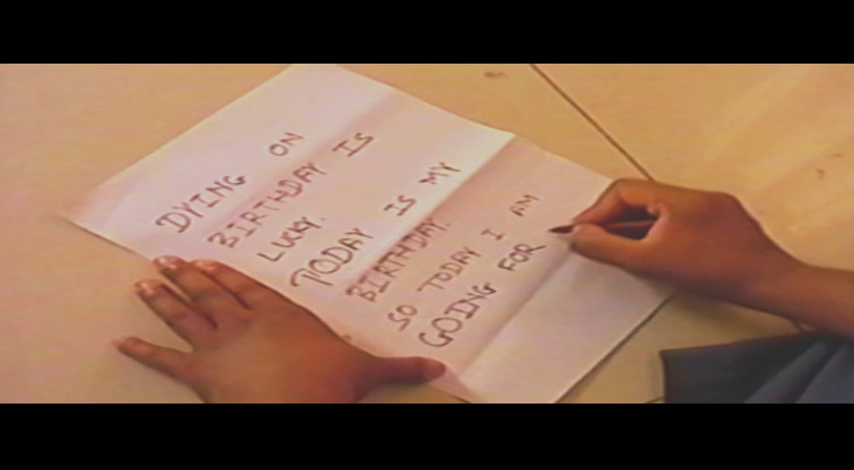 DYING ON
BIRTHDAY IS
LUCKY.
TODAY IS MY
BIRTHDAY.
SO TODAY I AM
GOING FOR